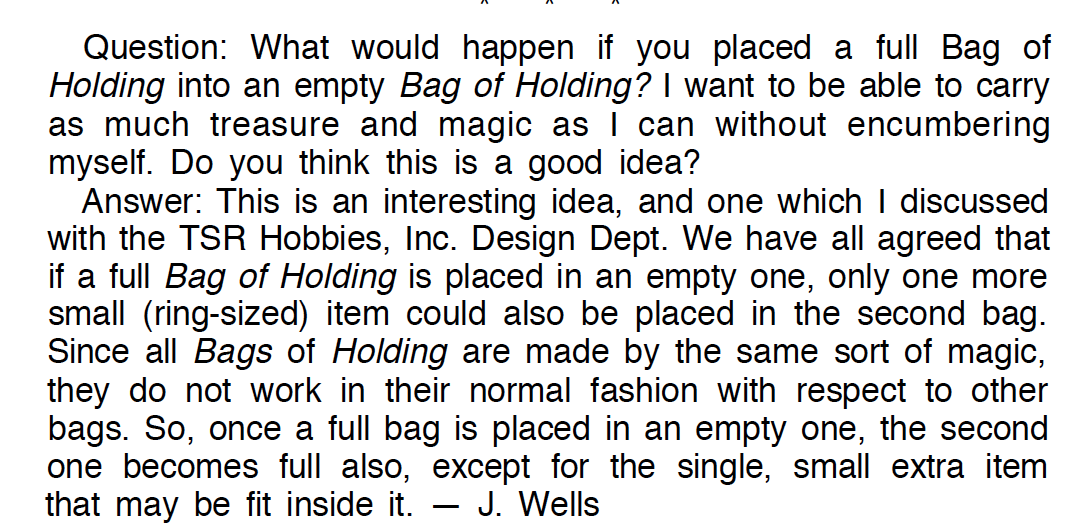 Question: What would happen if you placed a full Bag of
Holding into an empty Bag of Holding? I want to be able to carry
as much treasure and magic as I can without encumbering
myself. Do you think this is a good idea?
Answer: This is an interesting idea, and one which I discussed
with the TSR Hobbies, Inc. Design Dept. We have all agreed that
if a full Bag of Holding is placed in an empty one, only one more
small (ring-sized) item could also be placed in the second bag.
Since all Bags of Holding are made by the same sort of magic,
they do not work in their normal fashion with respect to other
bags. So, once a full bag is placed in an empty one, the second
one becomes full also, except for the single, small extra item
that may be fit inside it. — J. Wells